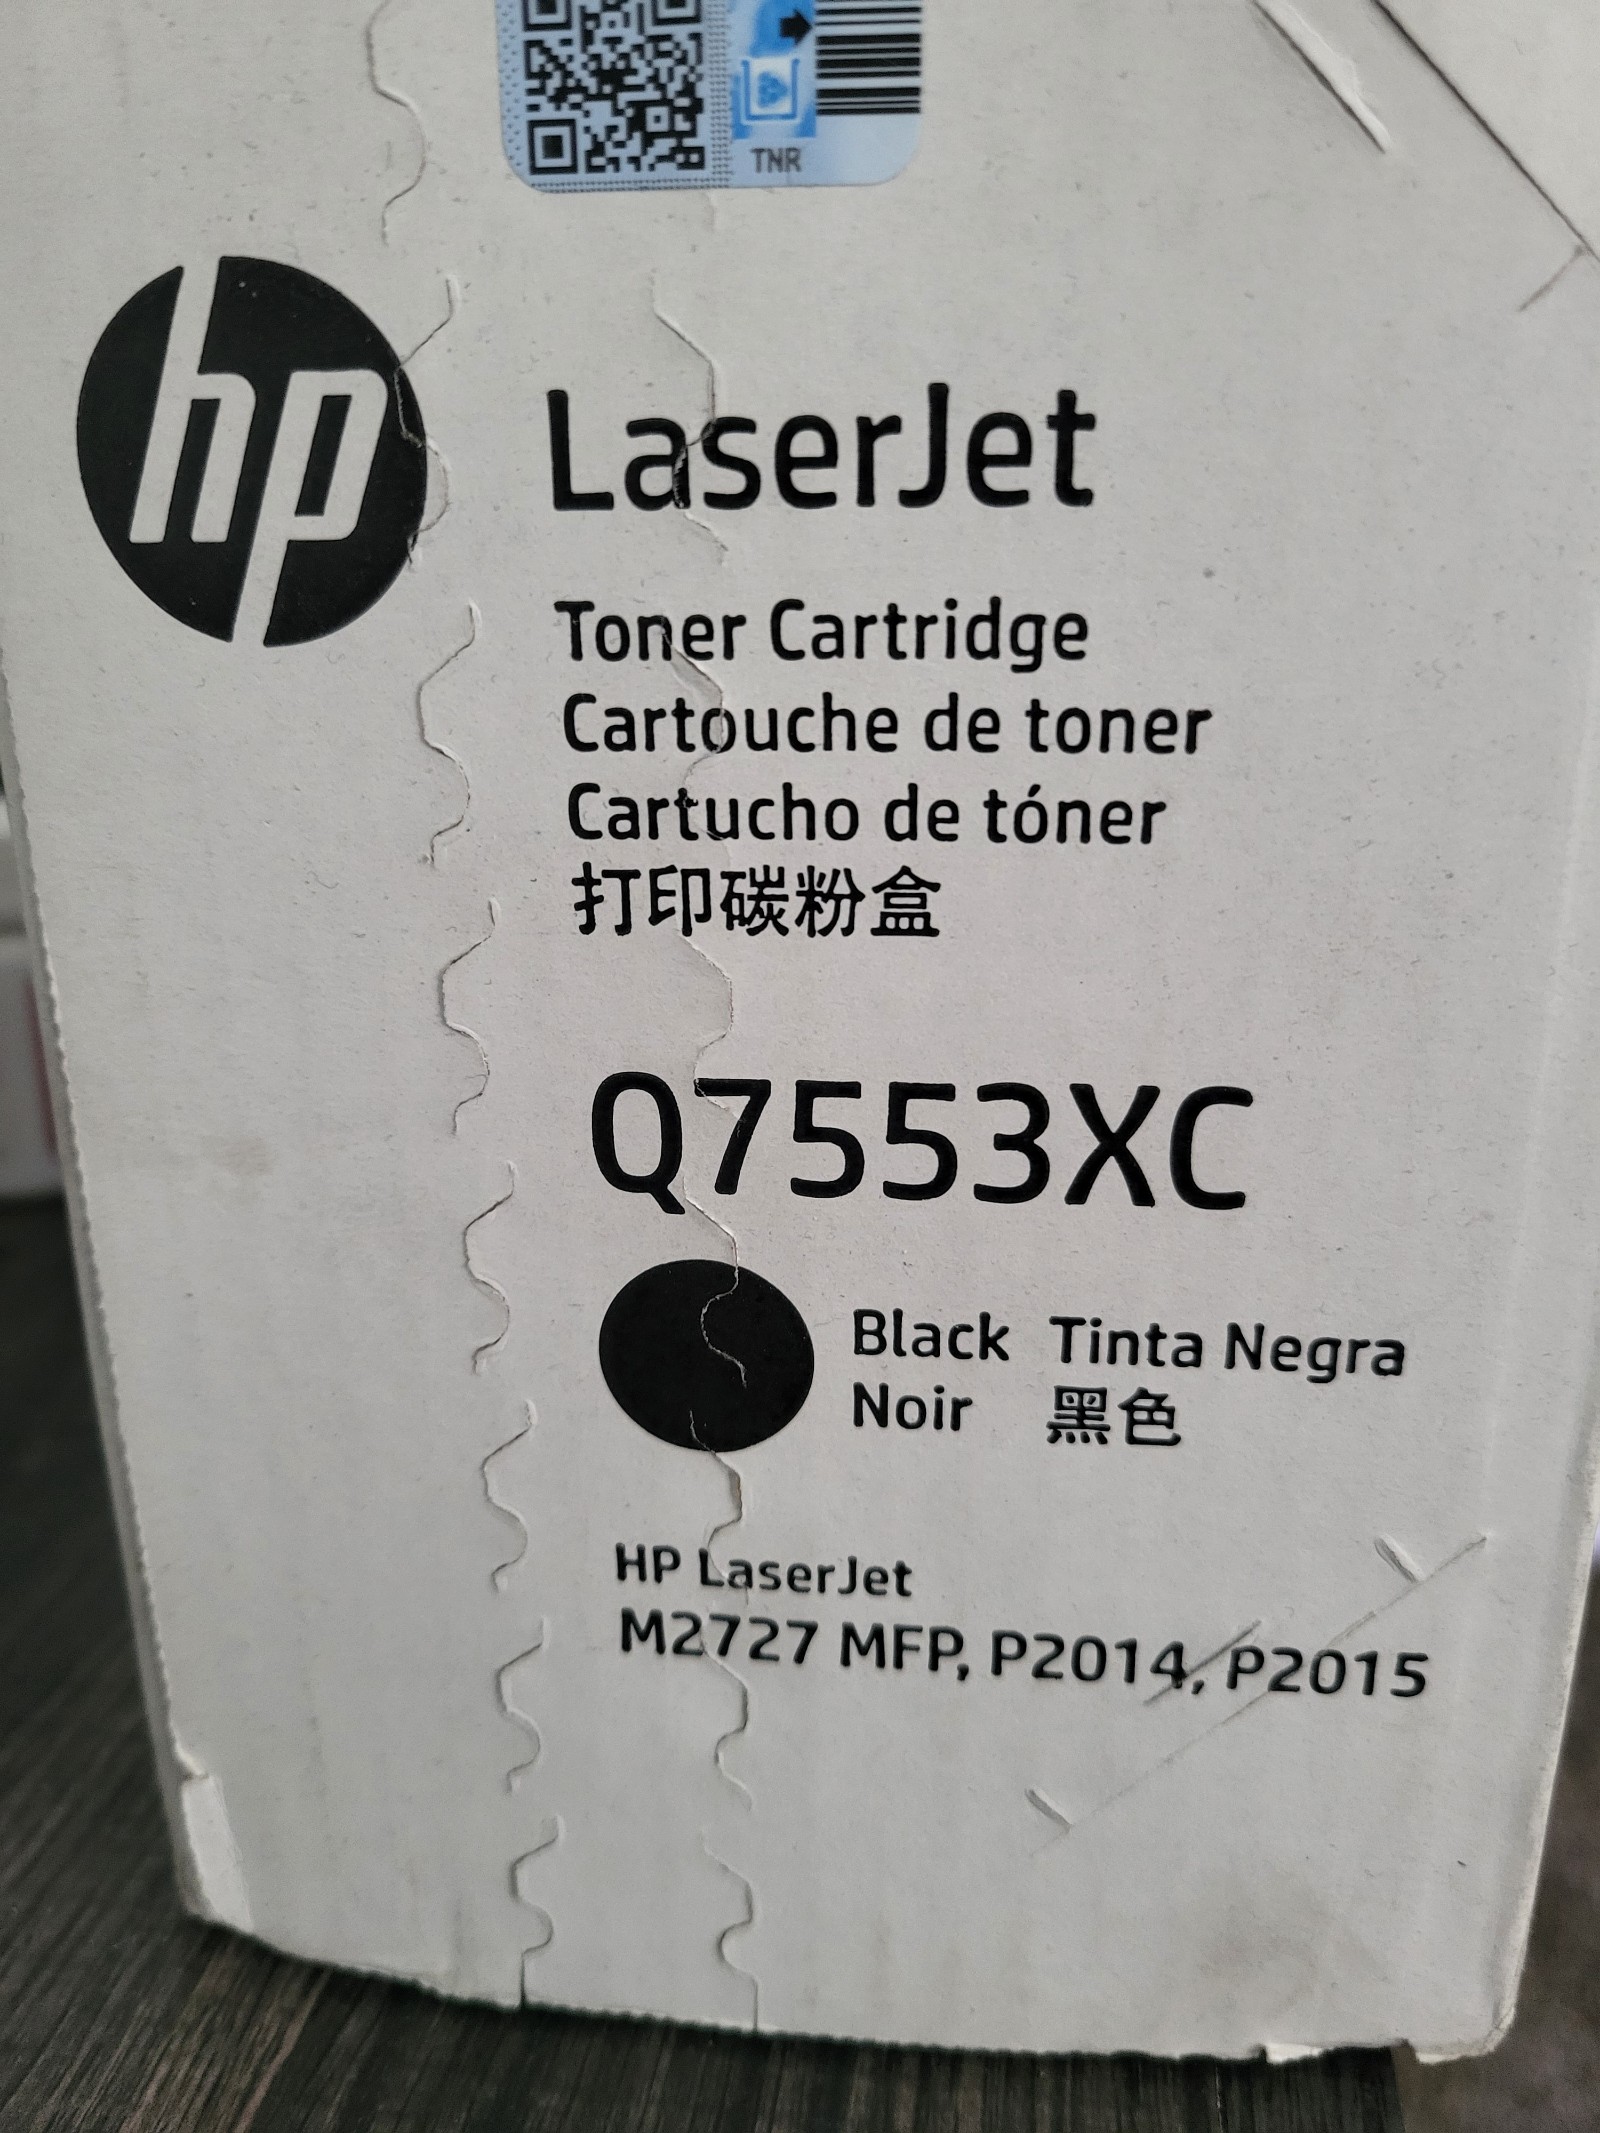 TNR
hp
LaserJet
Toner Cartridge
Cartouche de toner
Cartucho de tóner
打印碳粉盒
Q7553XC
Black Tinta Negra
Noir 黑色
HP LaserJet
M2727 MFP, P2014, P2015